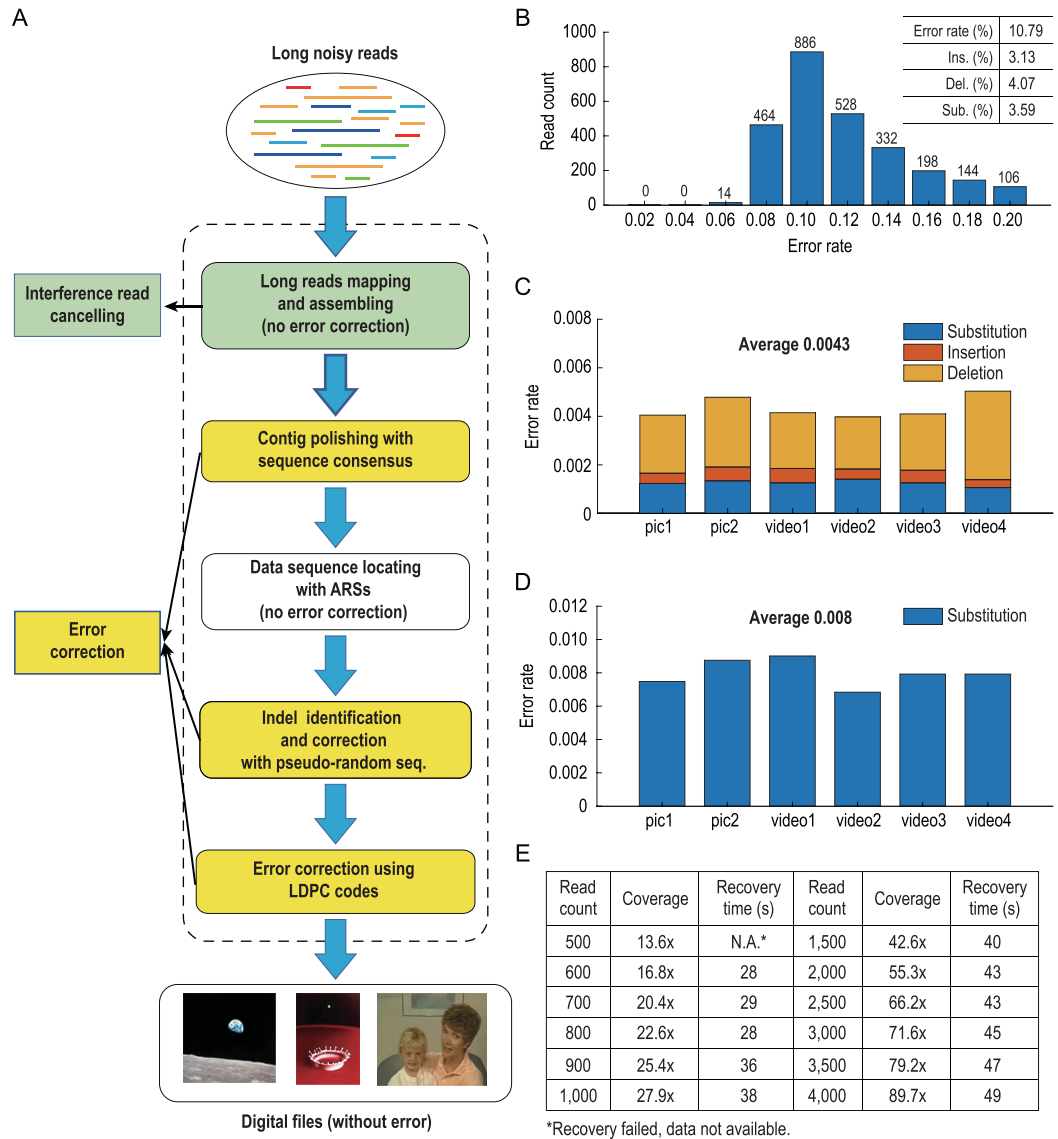 A
Long noisy reads
Long reads mapping
and assembling
(no error correction)
Interference read
cancelling
Contig polishing with
sequence consensus
Data sequence locating
with ARSs
(no error correction)
Error
correction
Indel identification
and correction
with pseudo-random seq.
Error correction using
LDPC codes
Digital files (without error)
B
Read count
1000
800
600
400
200
0
0
0
14
464
886
528
332
198
144
106
0.02 0.04 0.06 0.08 0.10 0.12 0.14 0.16 0.18 0.20
Error rate
Error rate (%) 10.79
Ins. (%) 3.13
Del. (%) 4.07
Sub. (%) 3.59
C
Error rate
0.008
0.006
0.004
0.002
0
Average 0.0043
Substitution
Insertion
Deletion
pic1 pic2 video1 video2 video3 video4
D
Error rate
0.012
0.010
0.008
0.006
0.004
0.002
0
Average 0.008
Substitution
pic1 pic2 video1 video2 video3 video4
E
Read count Coverage Recovery time (s) Read count Coverage Recovery time (s)
500 13.6x N.A.* 1,500 42.6x 40
600 16.8x 28 2,000 55.3x 43
700 20.4x 29 2,500 66.2x 43
800 22.6x 28 3,000 71.6x 45
900 25.4x 36 3,500 79.2x 47
1,000 27.9x 38 4,000 89.7x 49
*Recovery failed, data not available.